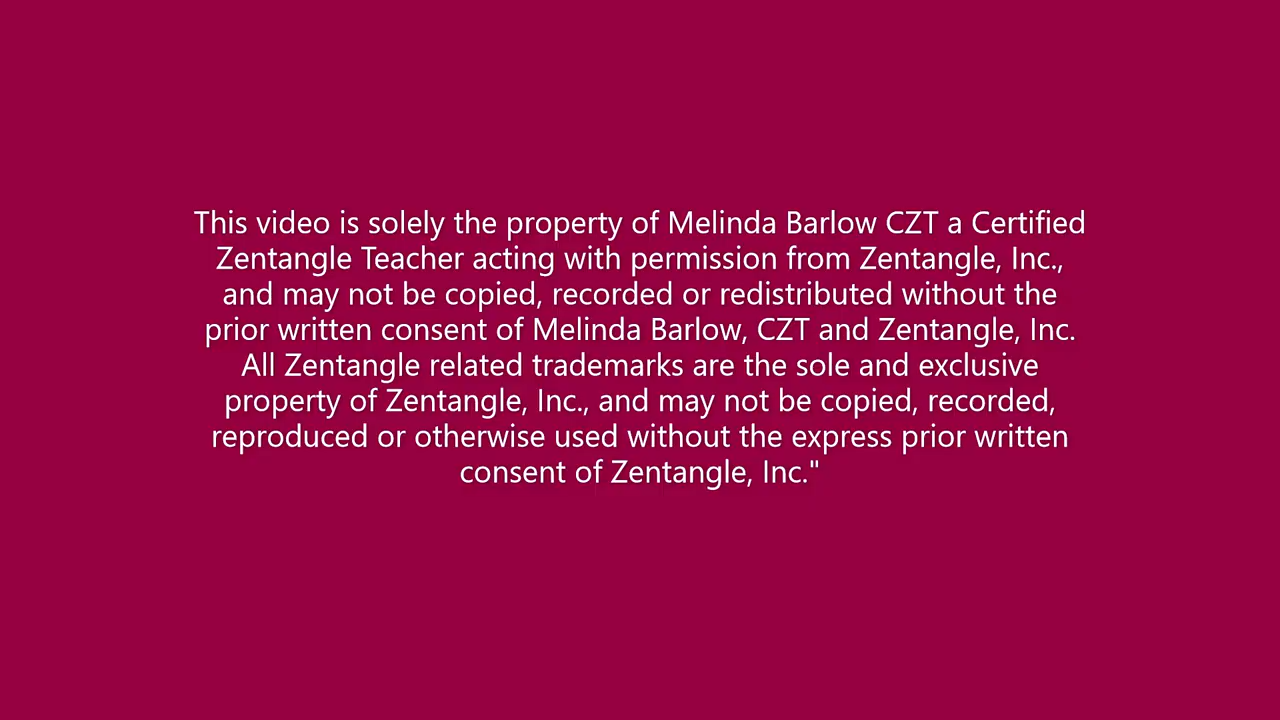 This video is solely the property of Melinda Barlow CZT a Certified
Zentangle Teacher acting with permission from Zentangle, Inc.,
and may not be copied, recorded or redistributed without the
prior written consent of Melinda Barlow, CZT and Zentangle, Inc.
All Zentangle related trademarks are the sole and exclusive
property of Zentangle, Inc., and may not be copied, recorded,
reproduced or otherwise used without the express prior written
consent of Zentangle, Inc."